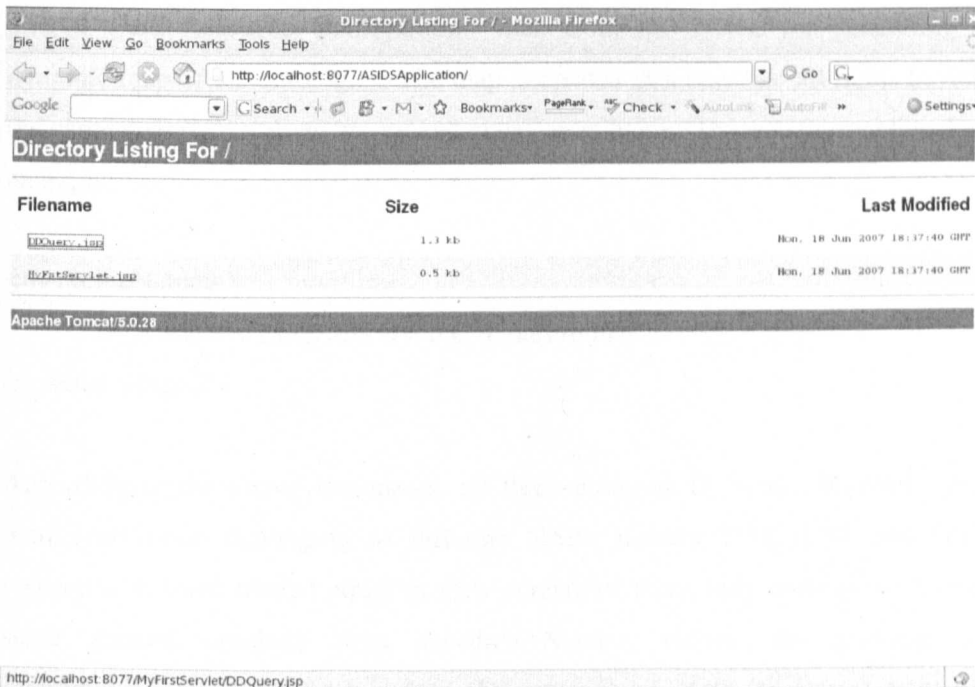 Directory Listing For / - Mozilla Firefox
File Edit View Go Bookmarks Tools Help
http://localhost:8077/ASIDSApplication/ Go G
Google G Search M Bookmarks PageRank ABC Check AutoLink AutoFill » Settings
Directory Listing For /
Filename Size Last Modified
DDQuery.jsp 1.3 kb Mon, 18 Jun 2007 18:37:40 GMT
MyFatServlet.jsp 0.5 kb Mon, 18 Jun 2007 18:37:40 GMT
Apache Tomcat/5.0.28
http://localhost:8077/MyFirstServlet/DDQuery.jsp